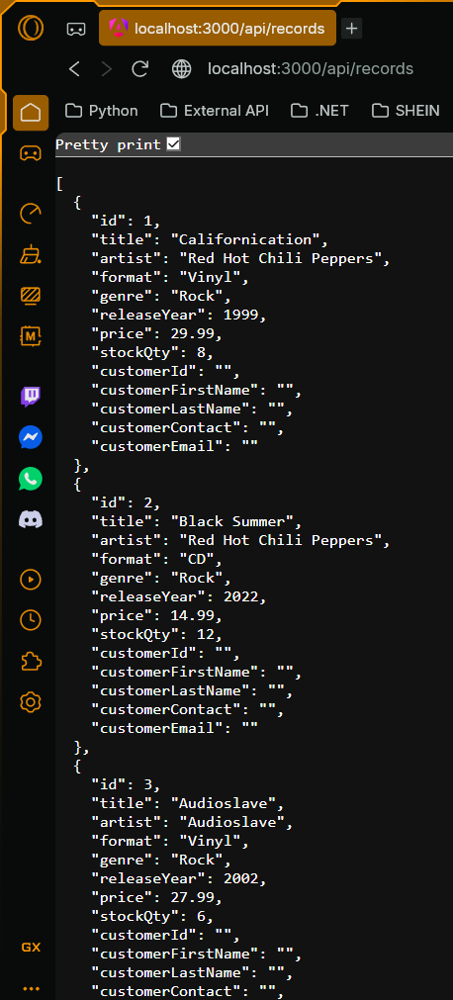 localhost:3000/api/records
localhost:3000/api/records
Python External API .NET SHEIN
Pretty print
[
  {
    "id": 1,
    "title": "Californication",
    "artist": "Red Hot Chili Peppers",
    "format": "Vinyl",
    "genre": "Rock",
    "releaseYear": 1999,
    "price": 29.99,
    "stockQty": 8,
    "customerId": "",
    "customerFirstName": "",
    "customerLastName": "",
    "customerContact": "",
    "customerEmail": ""
  },
  {
    "id": 2,
    "title": "Black Summer",
    "artist": "Red Hot Chili Peppers",
    "format": "CD",
    "genre": "Rock",
    "releaseYear": 2022,
    "price": 14.99,
    "stockQty": 12,
    "customerId": "",
    "customerFirstName": "",
    "customerLastName": "",
    "customerContact": "",
    "customerEmail": ""
  },
  {
    "id": 3,
    "title": "Audioslave",
    "artist": "Audioslave",
    "format": "Vinyl",
    "genre": "Rock",
    "releaseYear": 2002,
    "price": 27.99,
    "stockQty": 6,
    "customerId": "",
    "customerFirstName": "",
    "customerLastName": "",
    "customerContact": "",
M
GX